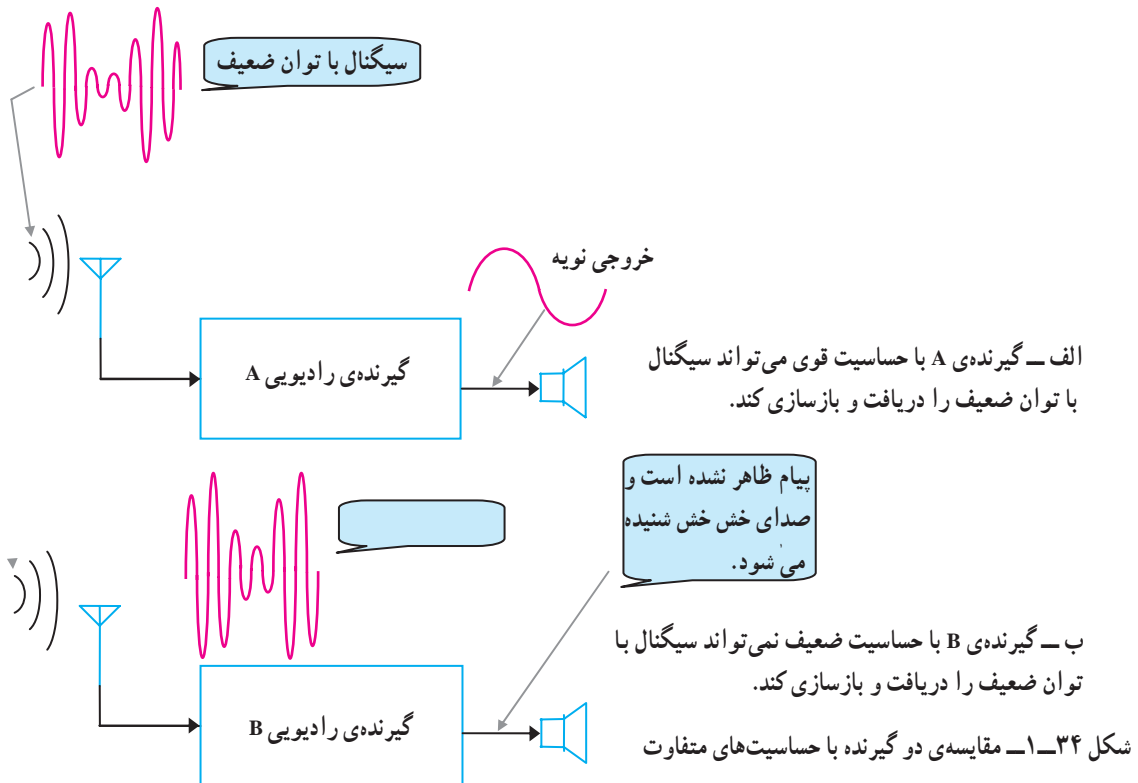 سیگنال با توان ضعیف
خروجی نویه
گیرنده‌ی رادیویی A
الف ــ گیرنده‌ی A با حساسیت قوی می‌تواند سیگنال
با توان ضعیف را دریافت و بازسازی کند.
پیام ظاهر نشده است و
صدای خش خش شنیده
می‌شود.
گیرنده‌ی رادیویی B
ب ــ گیرنده‌ی B با حساسیت ضعیف نمی‌تواند سیگنال با
توان ضعیف را دریافت و بازسازی کند.
شکل ۳۴ــ۱ــ مقایسه‌ی دو گیرنده با حساسیت‌های متفاوت